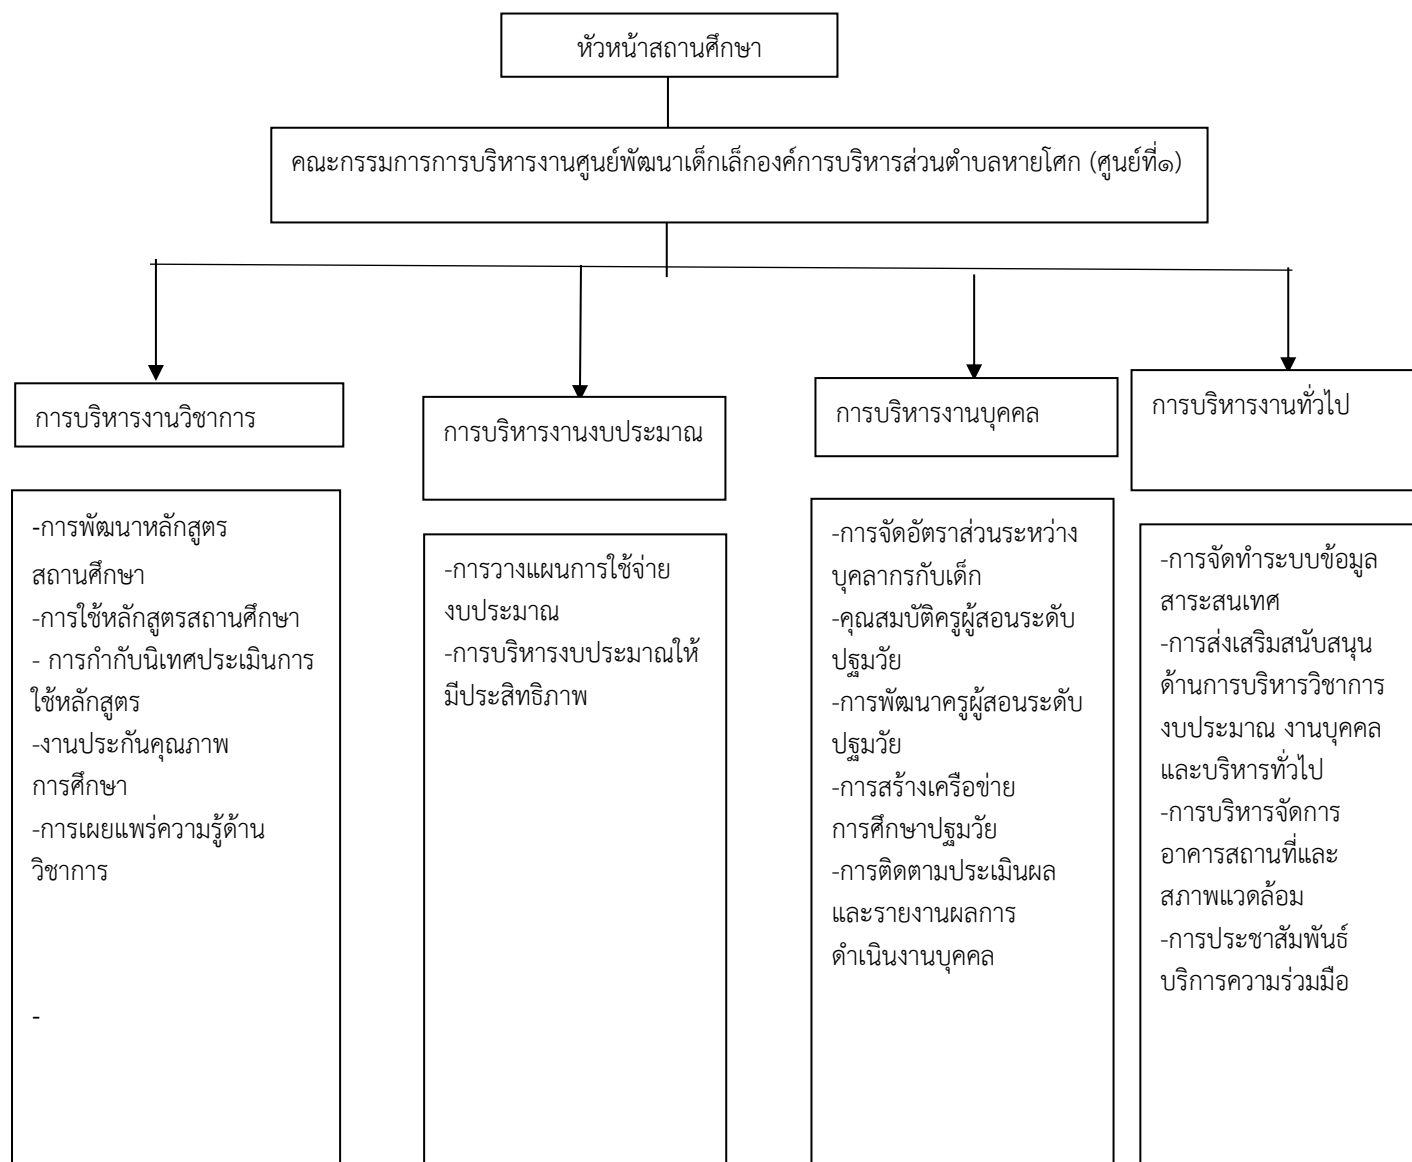 หัวหน้าสถานศึกษา
คณะกรรมการการบริหารงานศูนย์พัฒนาเด็กเล็กองค์การบริหารส่วนตำบลหายโศก (ศูนย์ที่๑)
การบริหารงานวิชาการ
-การพัฒนาหลักสูตร
สถานศึกษา
-การใช้หลักสูตรสถานศึกษา
- การกำกับนิเทศประเมินการ
ใช้หลักสูตร
-งานประกันคุณภาพ
การศึกษา
-การเผยแพร่ความรู้ด้าน
วิชาการ
-
การบริหารงานงบประมาณ
-การวางแผนการใช้จ่าย
งบประมาณ
-การบริหารงบประมาณให้
มีประสิทธิภาพ
การบริหารงานบุคคล
-การจัดอัตราส่วนระหว่าง
บุคลากรกับเด็ก
-คุณสมบัติครูผู้สอนระดับ
ปฐมวัย
-การพัฒนาครูผู้สอนระดับ
ปฐมวัย
-การสร้างเครือข่าย
การศึกษาปฐมวัย
-การติดตามประเมินผล
และรายงานผลการ
ดำเนินงานบุคคล
การบริหารงานทั่วไป
-การจัดทำระบบข้อมูล
สาระสนเทศ
-การส่งเสริมสนับสนุน
ด้านการบริหารวิชาการ
งบประมาณ งานบุคคล
และบริหารทั่วไป
-การบริหารจัดการ
อาคารสถานที่และ
สภาพแวดล้อม
-การประชาสัมพันธ์
บริการความร่วมมือ